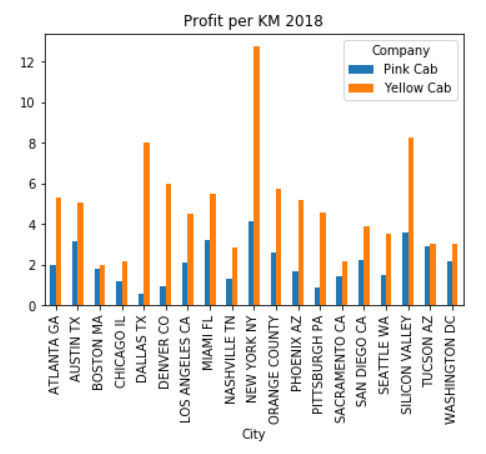 Profit per KM 2018
Company
Pink Cab
Yellow Cab
12
10
8
6
4
2
0
ATLANTA GA
AUSTIN TX
BOSTON MA
CHICAGO IL
DALLAS TX
DENVER CO
LOS ANGELES CA
MIAMI FL
NASHVILLE TN
NEW YORK NY
ORANGE COUNTY
PHOENIX AZ
PITTSBURGH PA
SACRAMENTO CA
SAN DIEGO CA
SEATTLE WA
SILICON VALLEY
TUCSON AZ
WASHINGTON DC
City